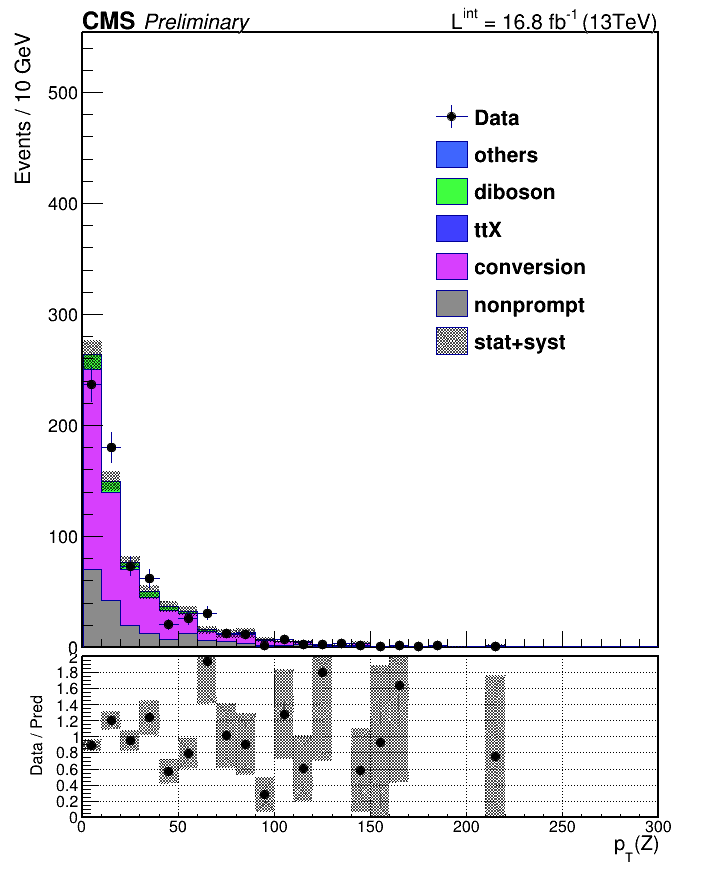 CMS Preliminary L^int = 16.8 fb^-1 (13TeV)
Events / 10 GeV
500
400
300
200
100
0
Data
others
diboson
ttX
conversion
nonprompt
stat+syst
Data / Pred
2
1.8
1.6
1.4
1.2
1
0.8
0.6
0.4
0.2
0
0 50 100 150 200 250 300
p_T(Z)